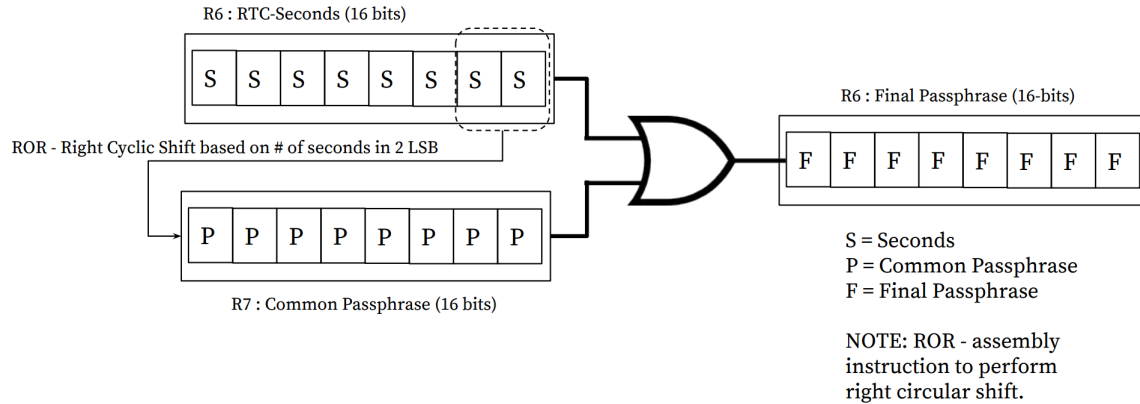 R6 : RTC-Seconds (16 bits)
S S S S S S S S
ROR - Right Cyclic Shift based on # of seconds in 2 LSB
P P P P P P P P
R7 : Common Passphrase (16 bits)
R6 : Final Passphrase (16-bits)
F F F F F F F F
S = Seconds
P = Common Passphrase
F = Final Passphrase
NOTE: ROR - assembly
instruction to perform
right circular shift.